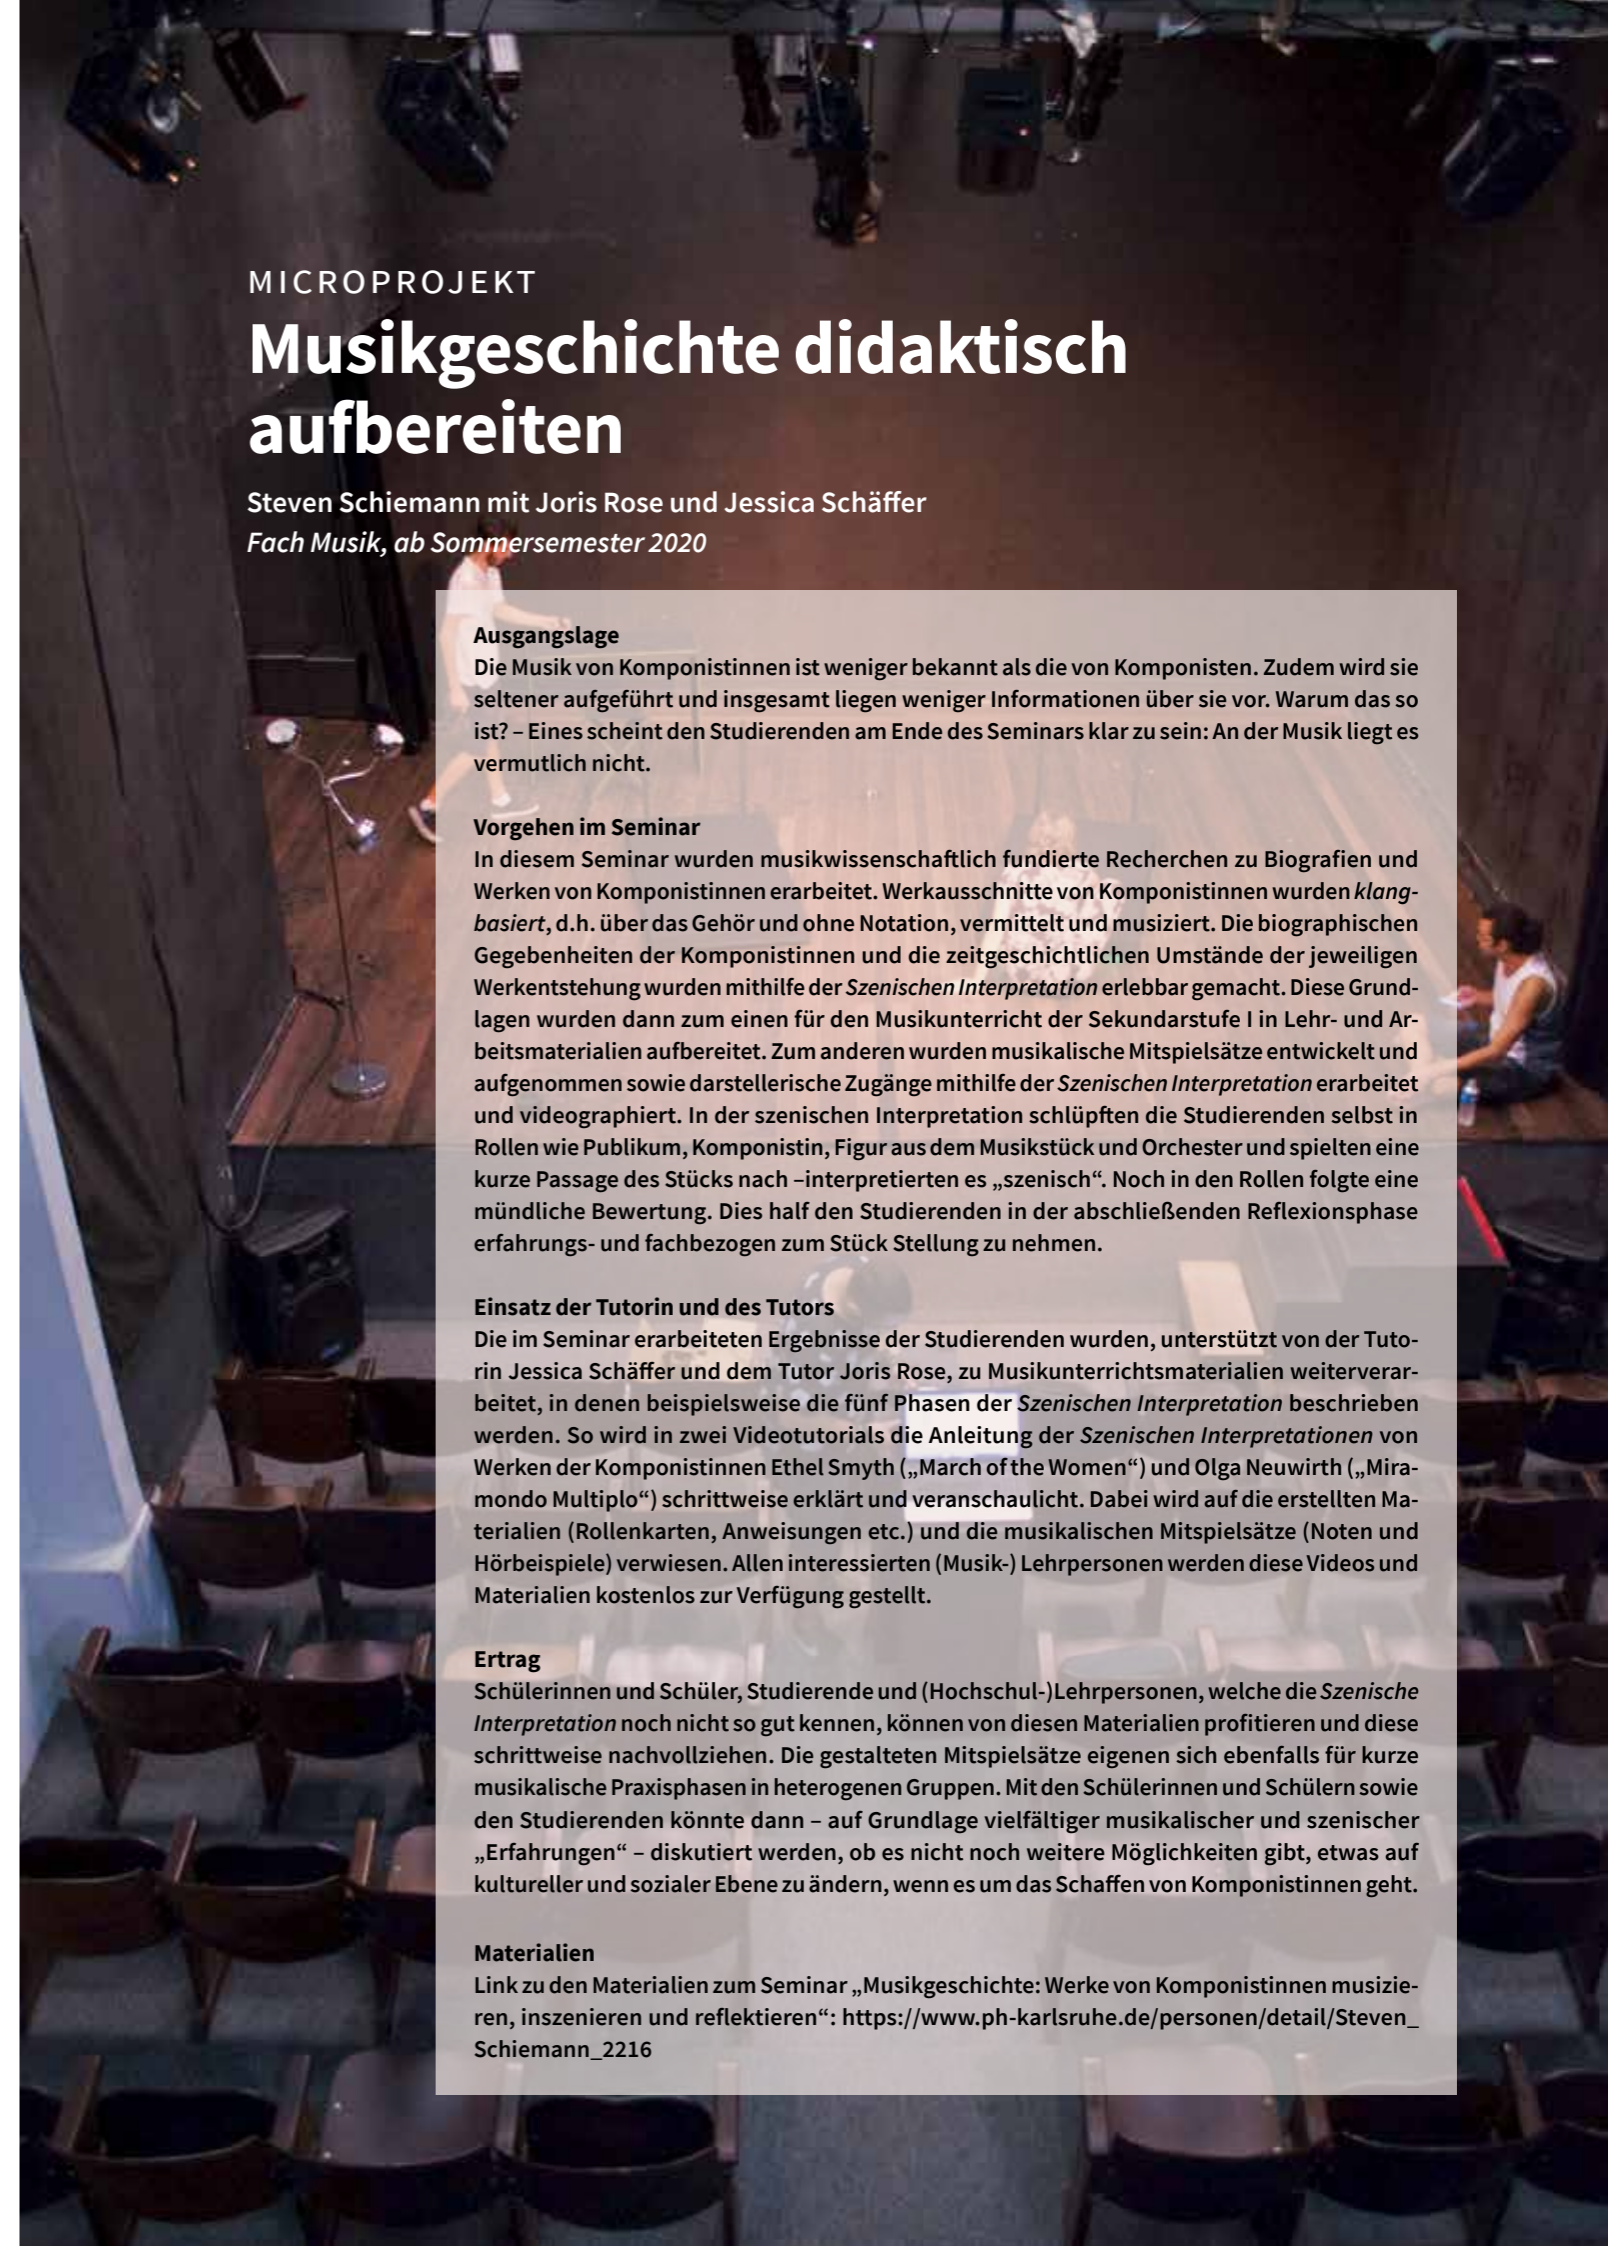 MICROPROJEKT
Musikgeschichte didaktisch
aufbereiten
Steven Schiemann mit Joris Rose und Jessica Schäffer
Fach Musik, ab Sommersemester 2020
Ausgangslage
Die Musik von Komponistinnen ist weniger bekannt als die von Komponisten. Zudem wird sie
seltener aufgeführt und insgesamt liegen weniger Informationen über sie vor. Warum das so
ist? – Eines scheint den Studierenden am Ende des Seminars klar zu sein: An der Musik liegt es
vermutlich nicht.
Vorgehen im Seminar
In diesem Seminar wurden musikwissenschaftlich fundierte Recherchen zu Biografien und
Werken von Komponistinnen erarbeitet. Werkausschnitte von Komponistinnen wurden klang-
basiert, d.h. über das Gehör und ohne Notation, vermittelt und musiziert. Die biographischen
Gegebenheiten der Komponistinnen und die zeitgeschichtlichen Umstände der jeweiligen
Werkentstehung wurden mithilfe der Szenischen Interpretation erlebbar gemacht. Diese Grund-
lagen wurden dann zum einen für den Musikunterricht der Sekundarstufe I in Lehr- und Ar-
beitsmaterialien aufbereitet. Zum anderen wurden musikalische Mitspielsätze entwickelt und
aufgenommen sowie darstellerische Zugänge mithilfe der Szenischen Interpretation erarbeitet
und videographiert. In der szenischen Interpretation schlüpften die Studierenden selbst in
Rollen wie Publikum, Komponistin, Figur aus dem Musikstück und Orchester und spielten eine
kurze Passage des Stücks nach –interpretierten es „szenisch“. Noch in den Rollen folgte eine
mündliche Bewertung. Dies half den Studierenden in der abschließenden Reflexionsphase
erfahrungs- und fachbezogen zum Stück Stellung zu nehmen.
Einsatz der Tutorin und des Tutors
Die im Seminar erarbeiteten Ergebnisse der Studierenden wurden, unterstützt von der Tuto-
rin Jessica Schäffer und dem Tutor Joris Rose, zu Musikunterrichtsmaterialien weiterverar-
beitet, in denen beispielsweise die fünf Phasen der Szenischen Interpretation beschrieben
werden. So wird in zwei Videotutorials die Anleitung der Szenischen Interpretationen von
Werken der Komponistinnen Ethel Smyth („March of the Women“) und Olga Neuwirth („Mira-
mondo Multiplo“) schrittweise erklärt und veranschaulicht. Dabei wird auf die erstellten Ma-
terialien (Rollenkarten, Anweisungen etc.) und die musikalischen Mitspielsätze (Noten und
Hörbeispiele) verwiesen. Allen interessierten (Musik-) Lehrpersonen werden diese Videos und
Materialien kostenlos zur Verfügung gestellt.
Ertrag
Schülerinnen und Schüler, Studierende und (Hochschul-)Lehrpersonen, welche die Szenische
Interpretation noch nicht so gut kennen, können von diesen Materialien profitieren und diese
schrittweise nachvollziehen. Die gestalteten Mitspielsätze eigenen sich ebenfalls für kurze
musikalische Praxisphasen in heterogenen Gruppen. Mit den Schülerinnen und Schülern sowie
den Studierenden könnte dann – auf Grundlage vielfältiger musikalischer und szenischer
„Erfahrungen“ – diskutiert werden, ob es nicht noch weitere Möglichkeiten gibt, etwas auf
kultureller und sozialer Ebene zu ändern, wenn es um das Schaffen von Komponistinnen geht.
Materialien
Link zu den Materialien zum Seminar „Musikgeschichte: Werke von Komponistinnen musizie-
ren, inszenieren und reflektieren“: https://www.ph-karlsruhe.de/personen/detail/Steven_
Schiemann_2216